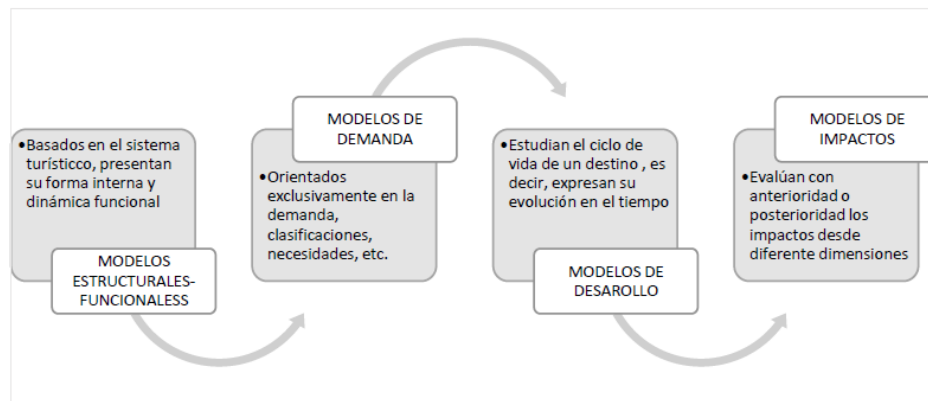 •Basados en el sistema
turísticco, presentan
su forma interna y
dinámica funcional
MODELOS
ESTRUCTURALES-
FUNCIONALESS
MODELOS DE
DEMANDA
•Orientados
exclusivamente en la
demanda,
clasificaciones,
necesidades, etc.
•Estudian el ciclo de
vida de un destino , es
decir, expresan su
evolución en el tiempo
MODELOS DE
DESAROLLO
MODELOS DE
IMPACTOS
•Evalúan con
anterioridad o
posterioridad los
impactos desde
diferente dimensiones